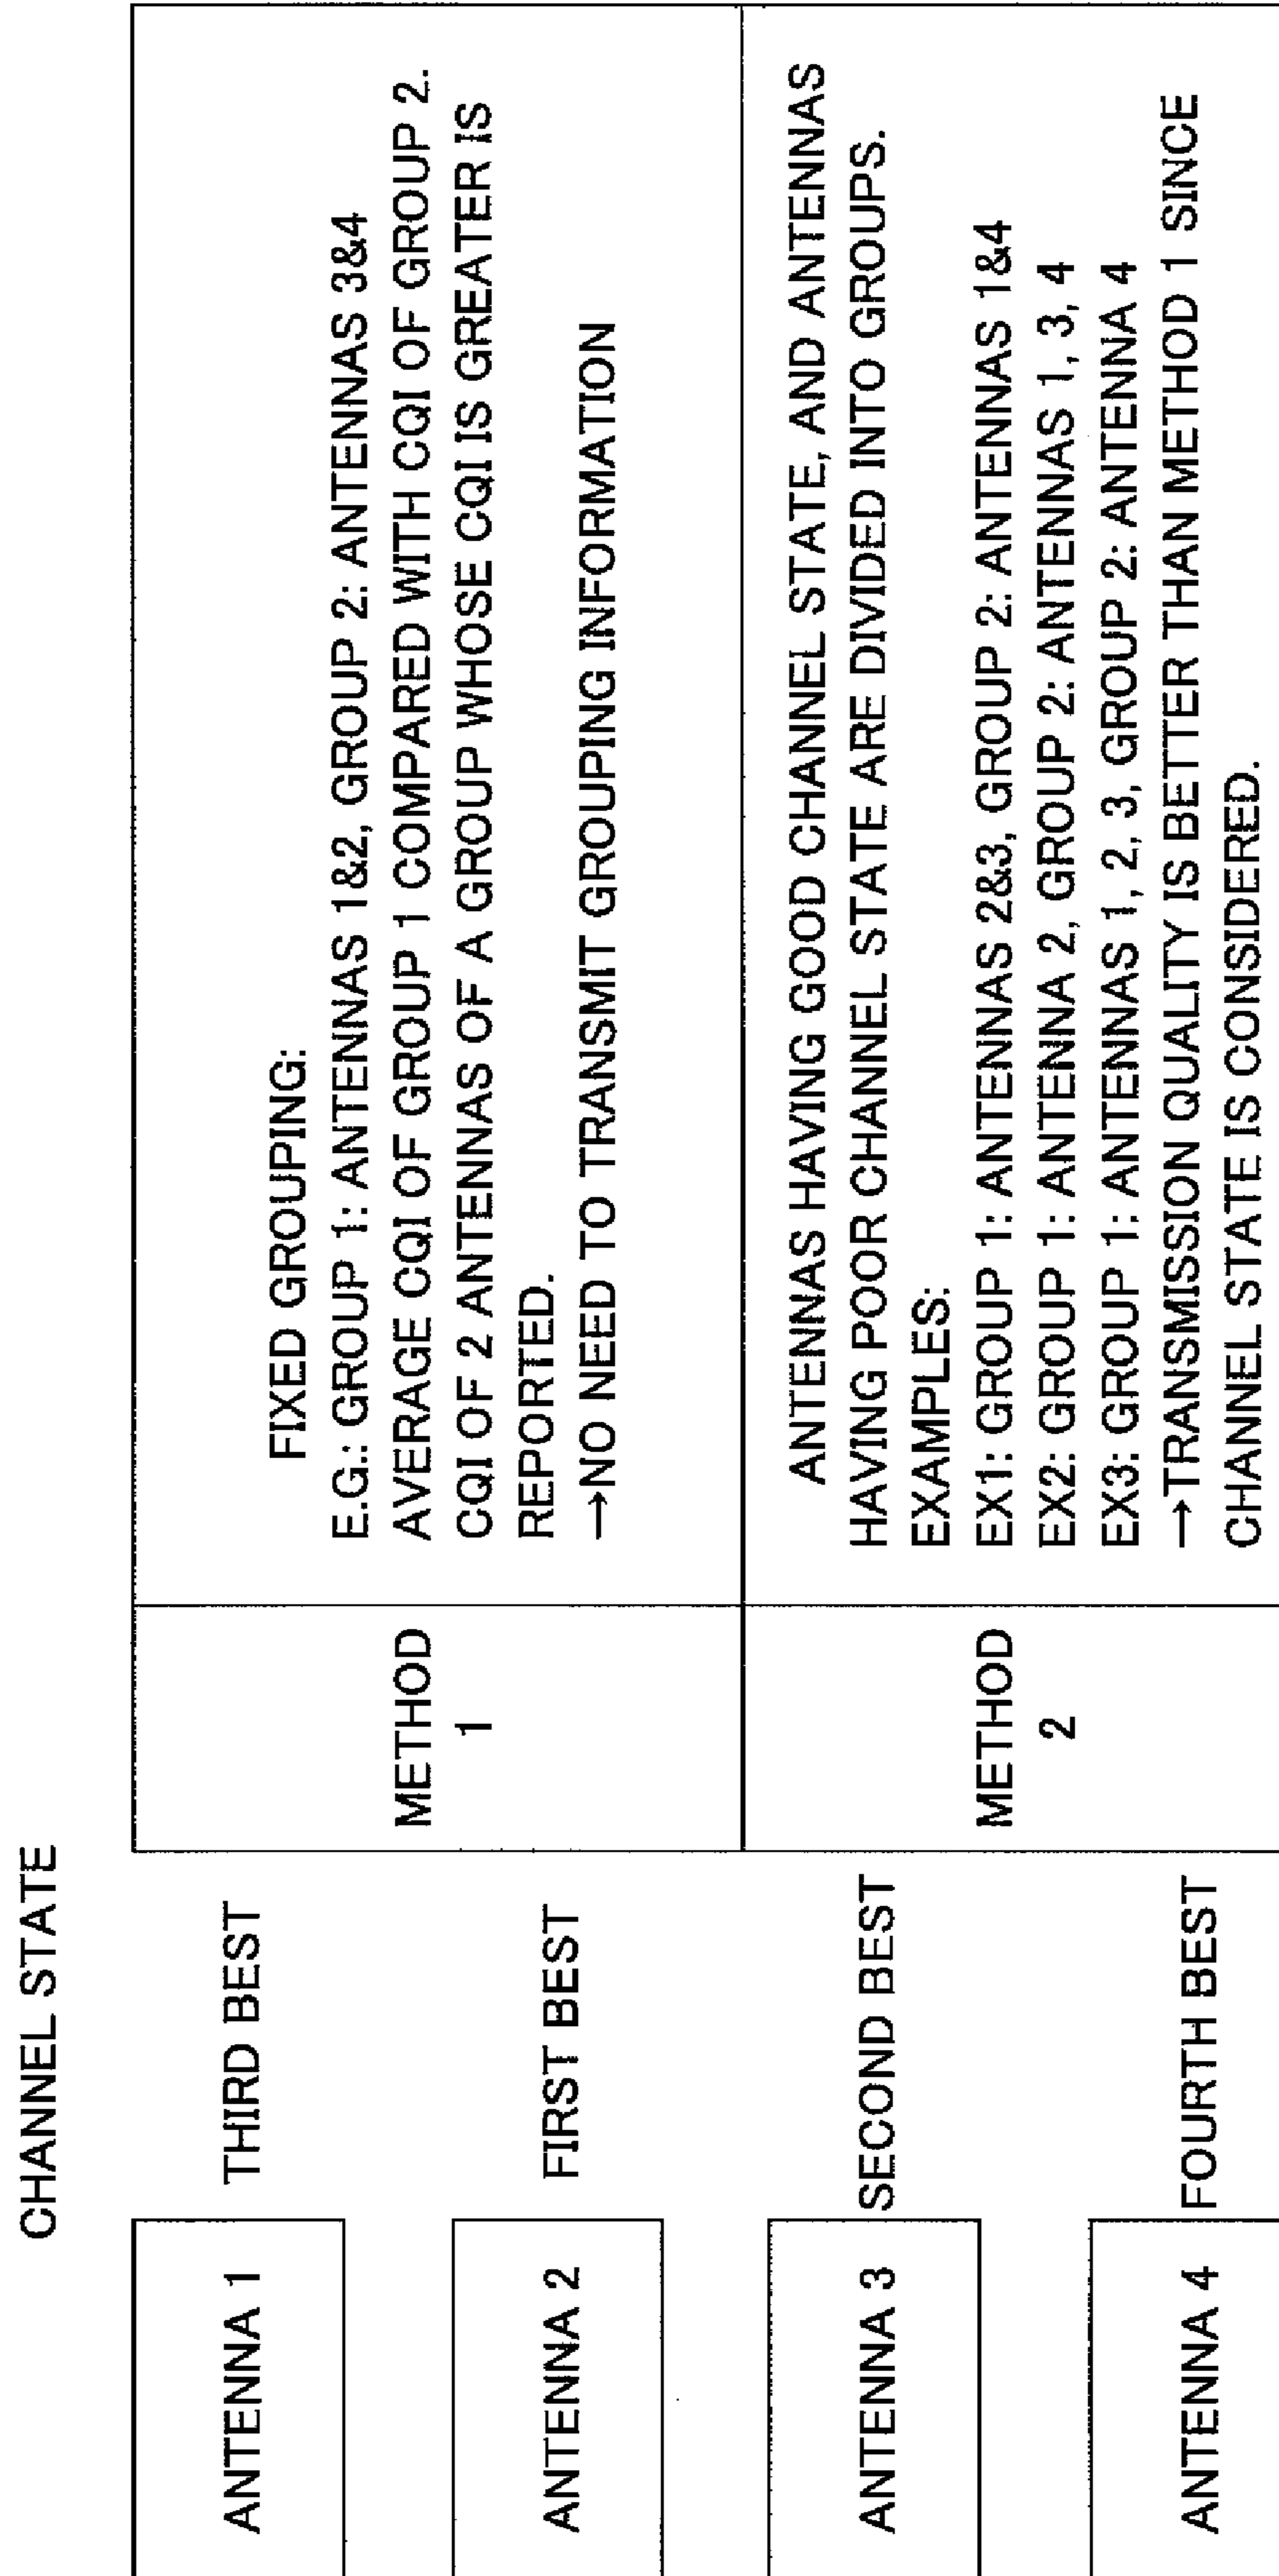 CHANNEL STATE
ANTENNA 1
THIRD BEST
ANTENNA 2
FIRST BEST
ANTENNA 3
SECOND BEST
ANTENNA 4
FOURTH BEST
METHOD
1
FIXED GROUPING:
E.G.: GROUP 1: ANTENNAS 1&2, GROUP 2: ANTENNAS 3&4
AVERAGE CQI OF GROUP 1 COMPARED WITH CQI OF GROUP 2.
CQI OF 2 ANTENNAS OF A GROUP WHOSE CQI IS GREATER IS
REPORTED.
→NO NEED TO TRANSMIT GROUPING INFORMATION
METHOD
2
ANTENNAS HAVING GOOD CHANNEL STATE, AND ANTENNAS
HAVING POOR CHANNEL STATE ARE DIVIDED INTO GROUPS.
EXAMPLES:
EX1: GROUP 1: ANTENNAS 2&3, GROUP 2: ANTENNAS 1&4
EX2: GROUP 1: ANTENNA 2, GROUP 2: ANTENNAS 1, 3, 4
EX3: GROUP 1: ANTENNAS 1, 2, 3, GROUP 2: ANTENNA 4
→TRANSMISSION QUALITY IS BETTER THAN METHOD 1 SINCE
CHANNEL STATE IS CONSIDERED.